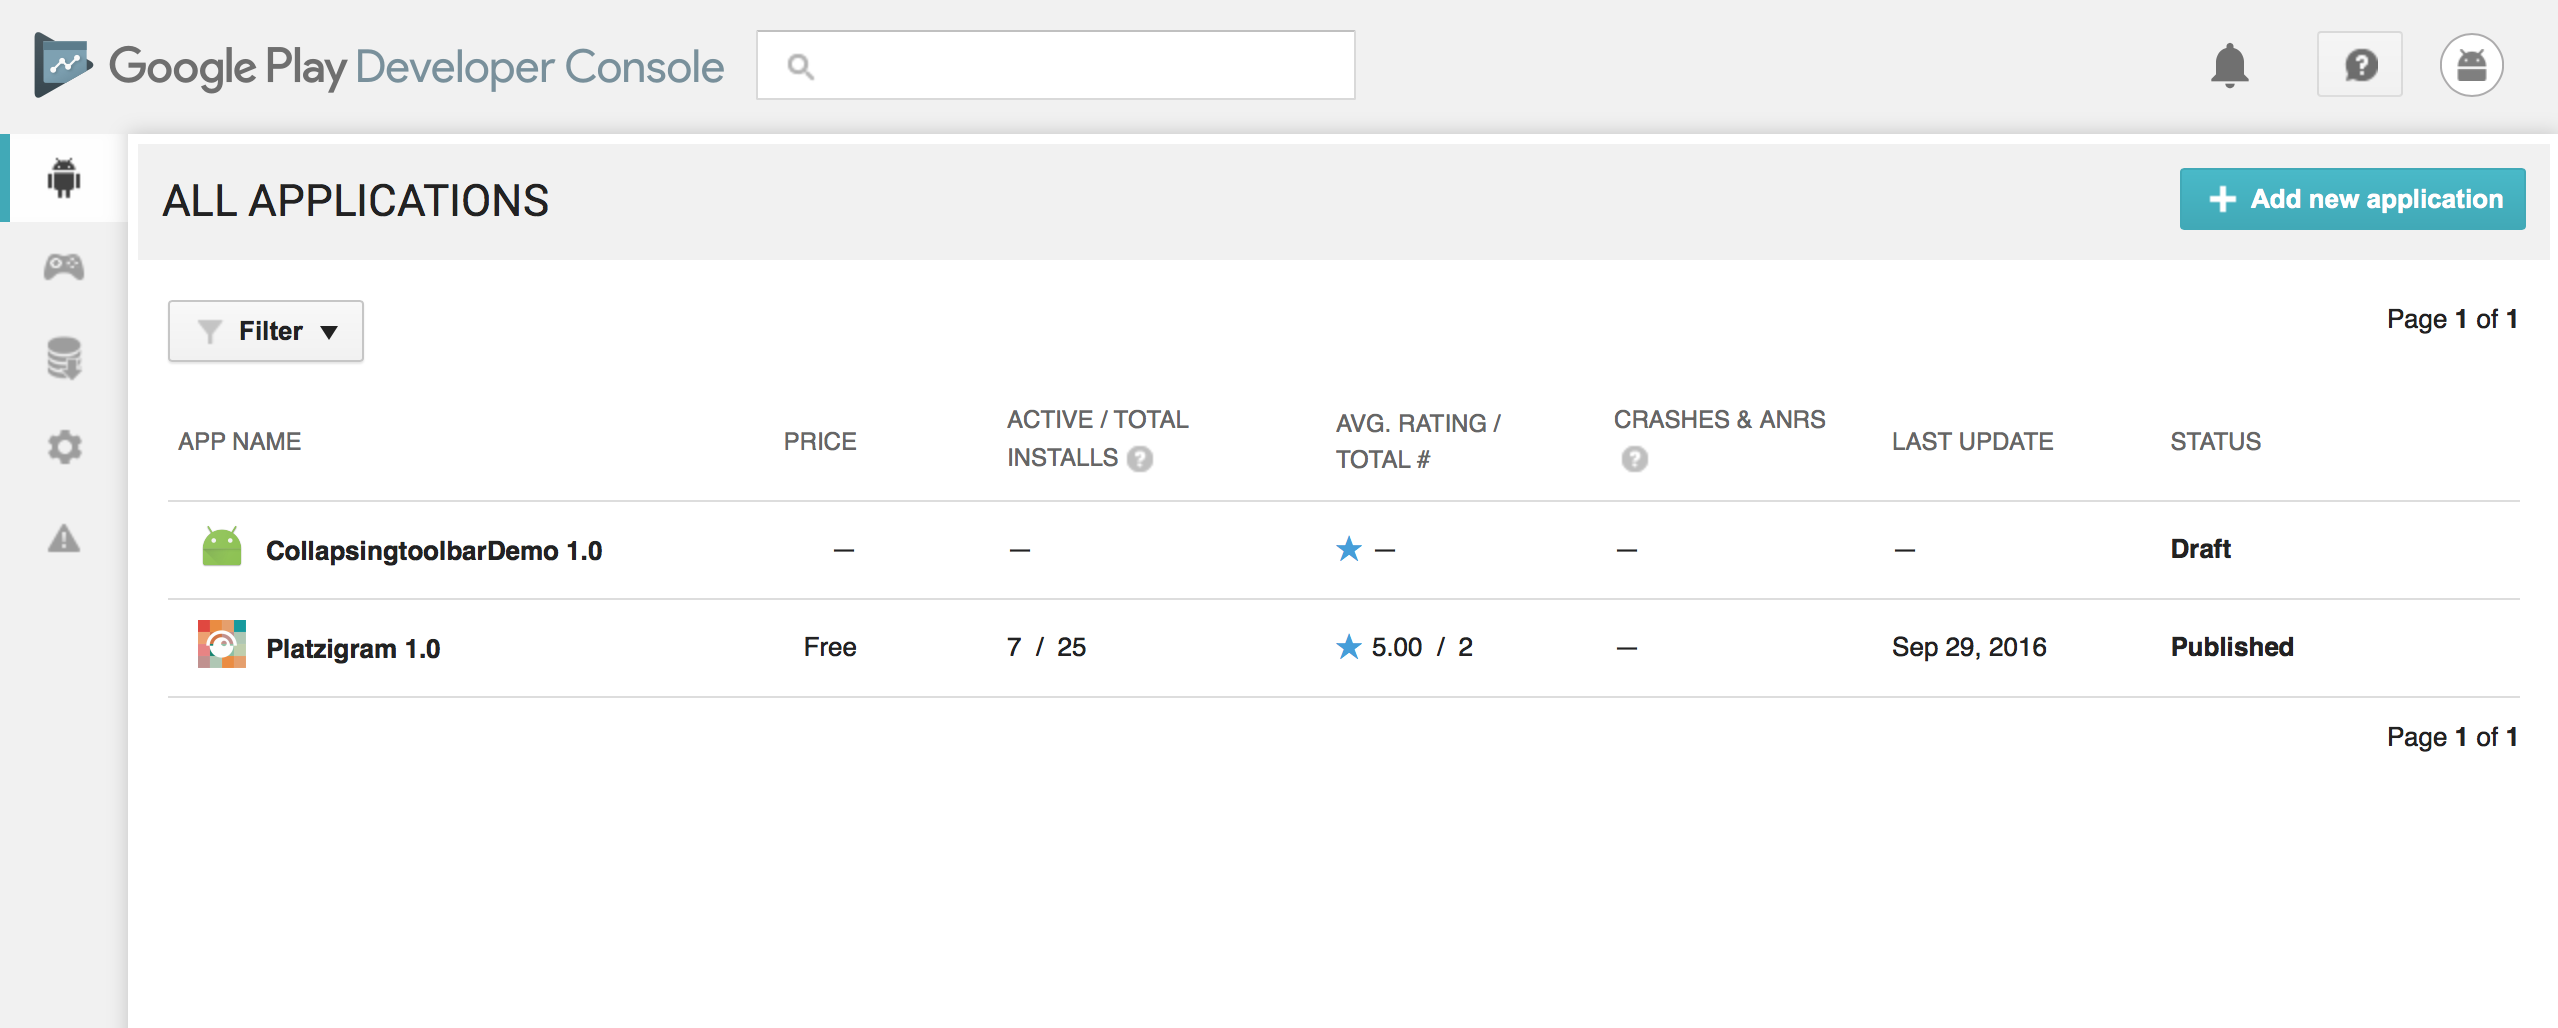 Google Play Developer Console
ALL APPLICATIONS
Add new application
Filter
Page 1 of 1
APP NAME PRICE ACTIVE / TOTAL INSTALLS ? AVG. RATING / TOTAL # CRASHES & ANRS ? LAST UPDATE STATUS
CollapsingtoolbarDemo 1.0 — — — — — Draft
Platzigram 1.0 Free 7 / 25 5.00 / 2 — Sep 29, 2016 Published
Page 1 of 1